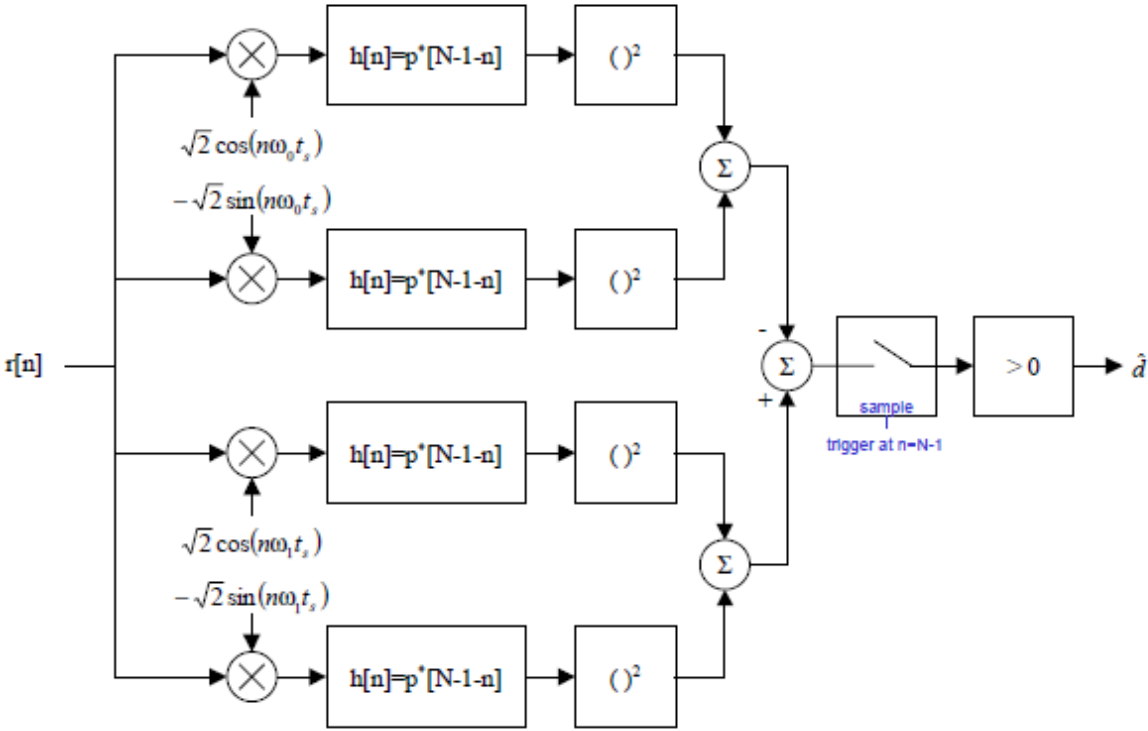 h[n]=p*[N-1-n]
( )²
√2 cos(nω₀tₛ)
Σ
−√2 sin(nω₀tₛ)
h[n]=p*[N-1-n]
( )²
-
r[n]
Σ
> 0
d̂
+
sample
trigger at n=N-1
h[n]=p*[N-1-n]
( )²
√2 cos(nω₁tₛ)
Σ
−√2 sin(nω₁tₛ)
h[n]=p*[N-1-n]
( )²